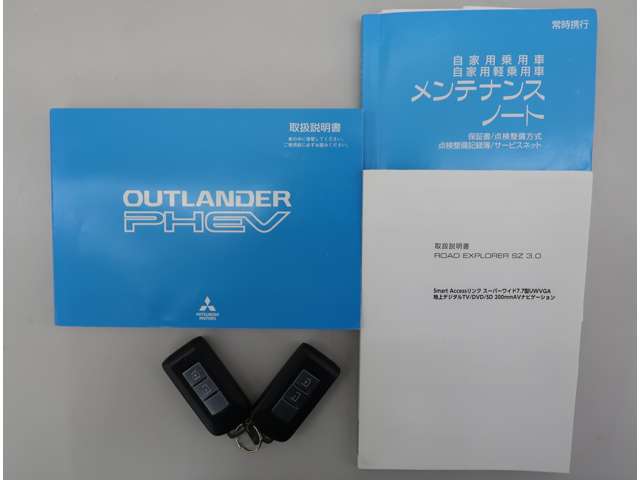 取扱説明書
車の中に保管してください。
ご使用前に必ずお読みください。
OUTLANDER
PHEV
MITSUBISHI
MOTORS
常時携行
自家用乗用車
自家用軽乗用車
メンテナンス
ノート
保証書/点検整備方式
点検整備記録簿/サービスネット
取扱説明書
ROAD EXPLORER SZ 3.0
Smart Accessリンク スーパーワイド7.7型UWVGA
地上デジタルTV/DVD/SD 200mmAVナビゲーション